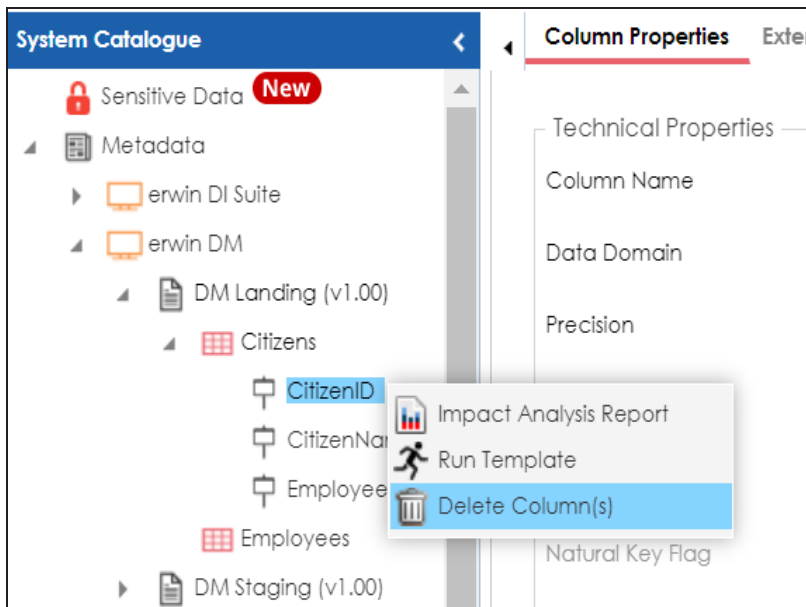 System Catalogue
Sensitive Data New
Metadata
erwin DI Suite
erwin DM
DM Landing (v1.00)
Citizens
CitizenID
CitizenNa
Employee
Employees
DM Staging (v1.00)
Impact Analysis Report
Run Template
Delete Column(s)
Column Properties Exte
Technical Properties
Column Name
Data Domain
Precision
Natural Key Flag